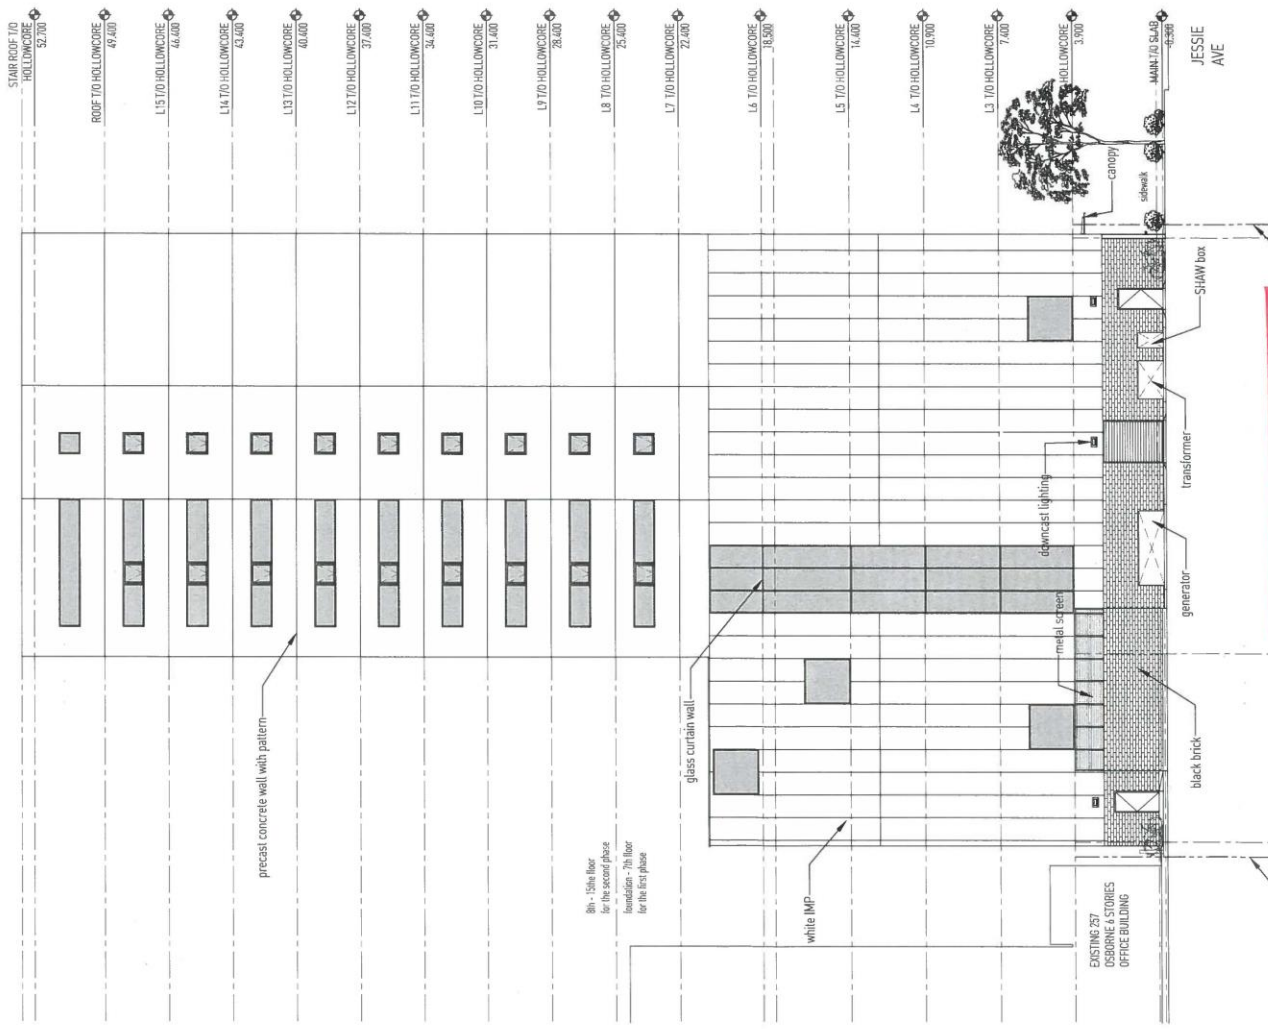 STAIR ROOF T/O
HOLLOWCORE
52.700
ROOF T/O HOLLOWCORE
49.400
L15 T/O HOLLOWCORE
46.400
L14 T/O HOLLOWCORE
43.400
L13 T/O HOLLOWCORE
40.400
L12 T/O HOLLOWCORE
37.400
L11 T/O HOLLOWCORE
34.400
L10 T/O HOLLOWCORE
31.400
L9 T/O HOLLOWCORE
28.400
L8 T/O HOLLOWCORE
25.400
L7 T/O HOLLOWCORE
22.400
L6 T/O HOLLOWCORE
18.500
L5 T/O HOLLOWCORE
14.400
L4 T/O HOLLOWCORE
10.900
L3 T/O HOLLOWCORE
7.400
HOLLOWCORE
3.900
MAIN T/O SLAB
-0.300
JESSIE
AVE
canopy
sidewalk
SHAW box
transformer
downcast lighting
generator
metal screen
black brick
glass curtain wall
precast concrete wall with pattern
white IMP
8th - 15the floor
for the second phase
foundation - 7th floor
for the first phase
EXISTING 257
OSBORNE 6 STORIES
OFFICE BUILDING